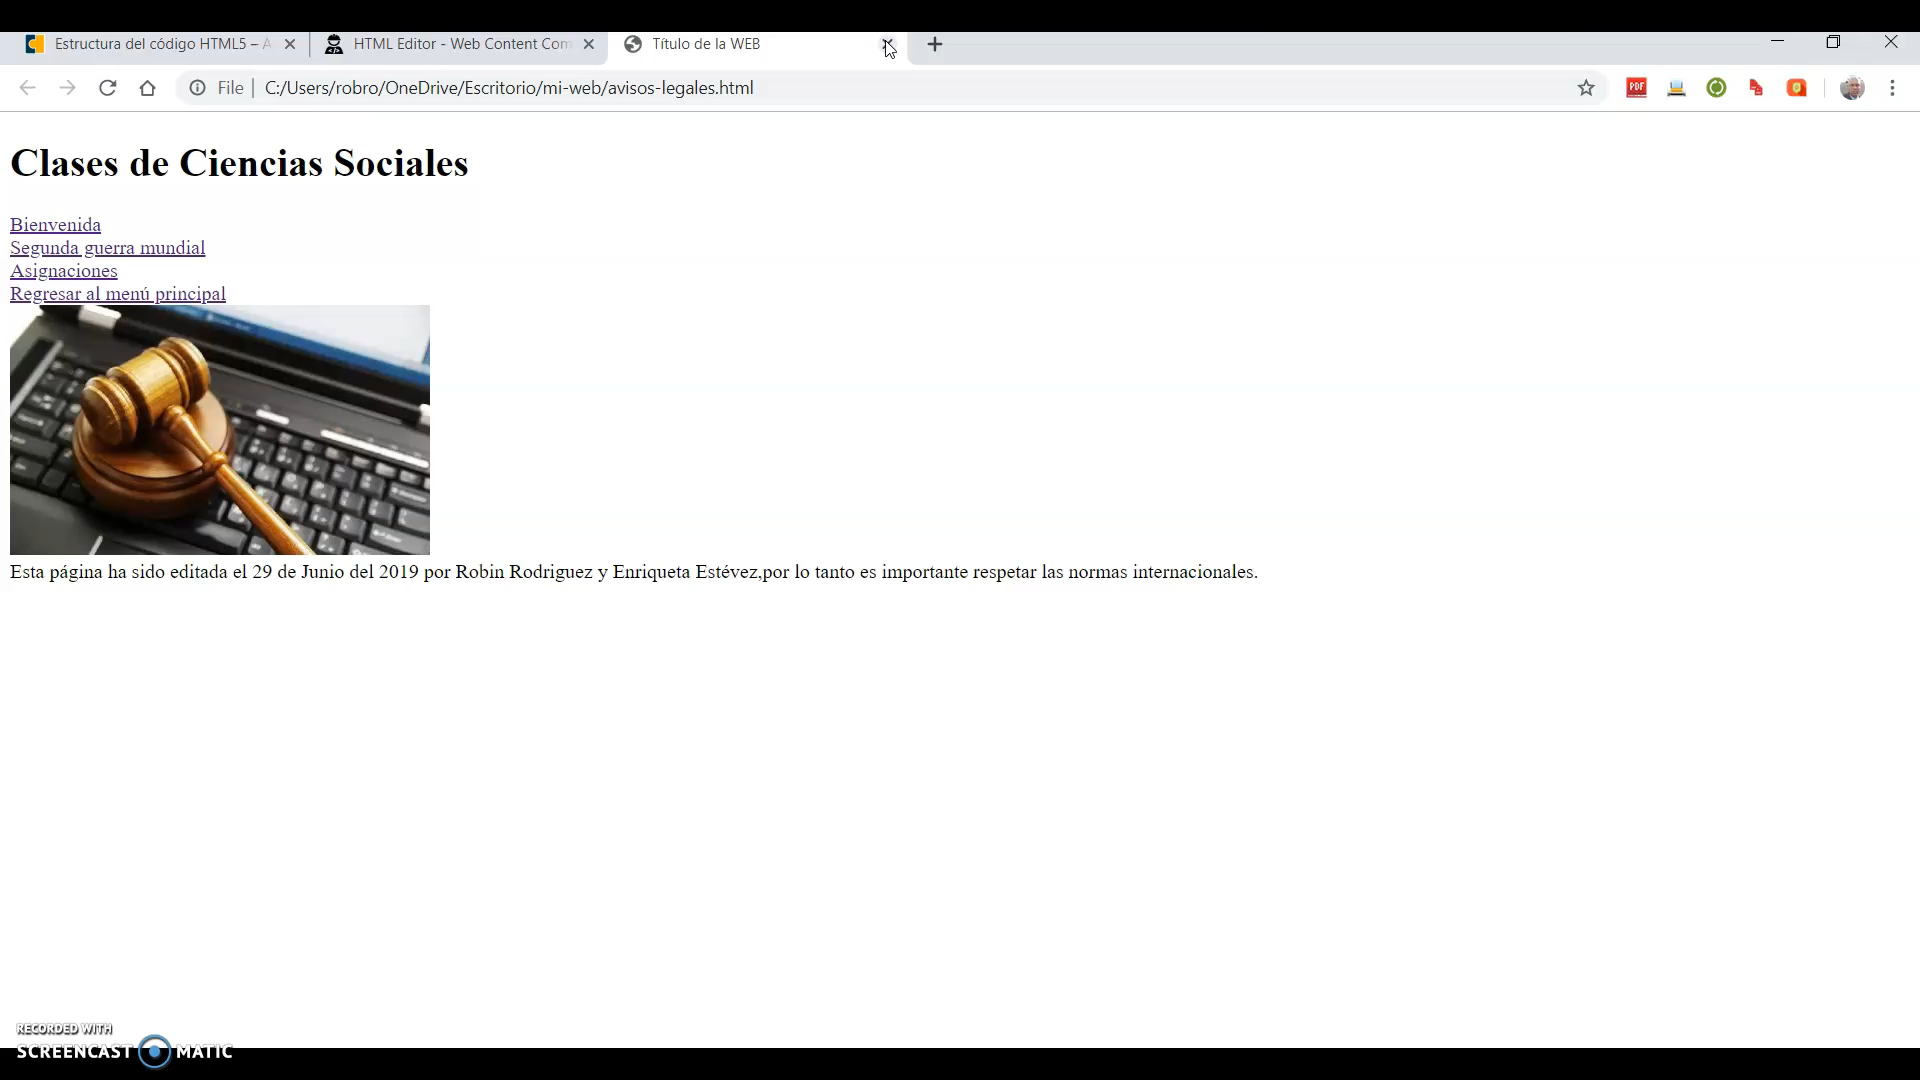 Estructura del código HTML5 – A
HTML Editor - Web Content Com
Título de la WEB
File
C:/Users/robro/OneDrive/Escritorio/mi-web/avisos-legales.html
PDF
Clases de Ciencias Sociales
Bienvenida
Segunda guerra mundial
Asignaciones
Regresar al menú principal
Esta página ha sido editada el 29 de Junio del 2019 por Robin Rodriguez y Enriqueta Estévez,por lo tanto es importante respetar las normas internacionales.
RECORDED WITH
SCREENCAST MATIC